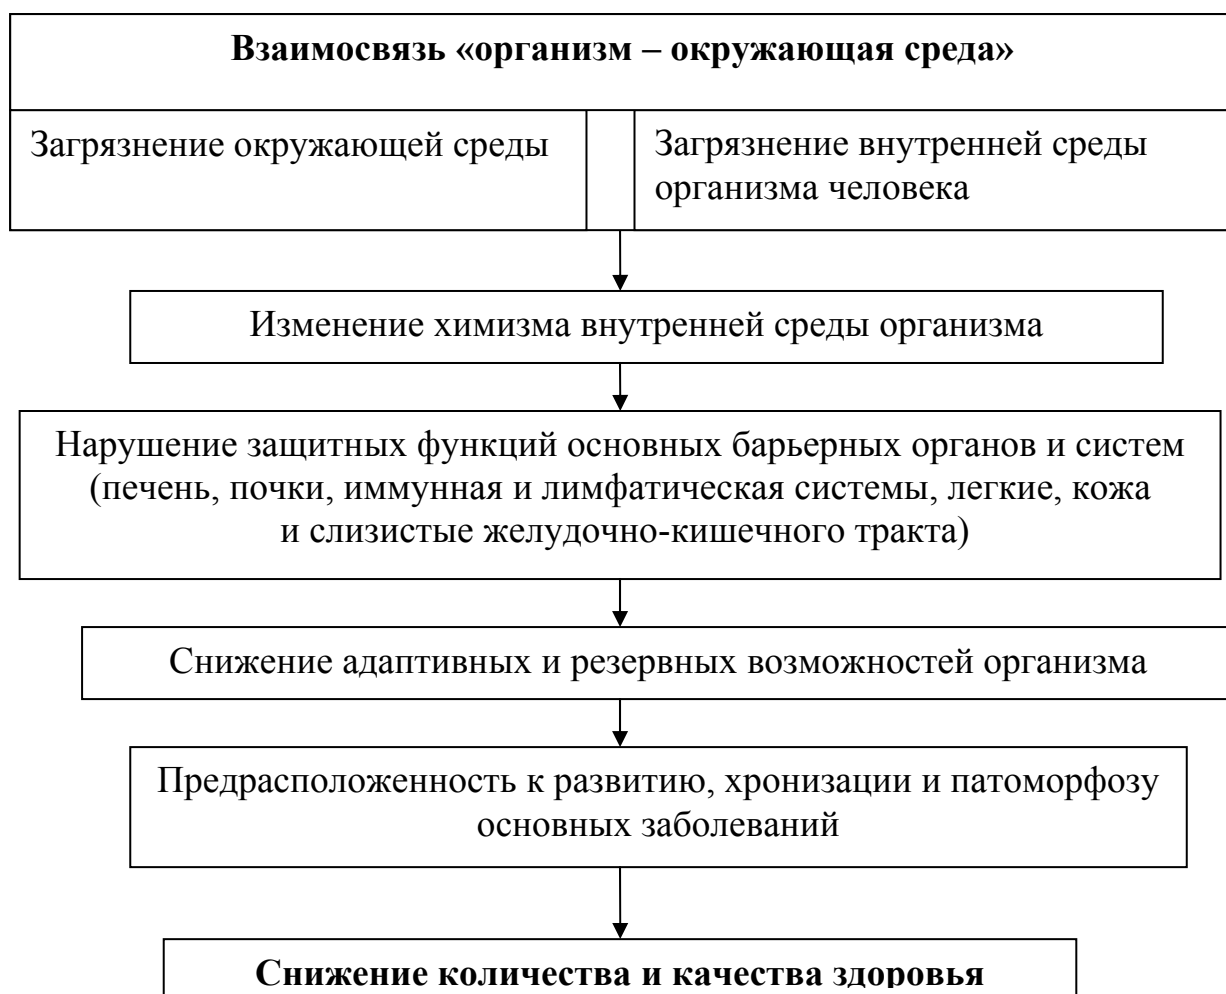 Взаимосвязь «организм – окружающая среда»
Загрязнение окружающей среды
Загрязнение внутренней среды
организма человека
Изменение химизма внутренней среды организма
Нарушение защитных функций основных барьерных органов и систем
(печень, почки, иммунная и лимфатическая системы, легкие, кожа
и слизистые желудочно-кишечного тракта)
Снижение адаптивных и резервных возможностей организма
Предрасположенность к развитию, хронизации и патоморфозу
основных заболеваний
Снижение количества и качества здоровья